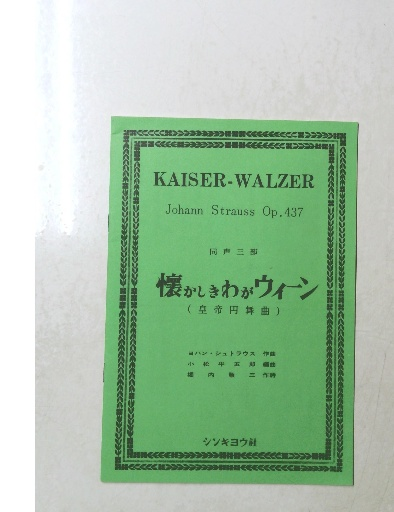 KAISER-WALZER
Johann Strauss Op.437
同声三部
懐かしきわがウィーン
(皇帝円舞曲)
ヨハン・シュトラウス 作曲
小松平五郎 編曲
堀内敬三 作詩
シンキヨウ社